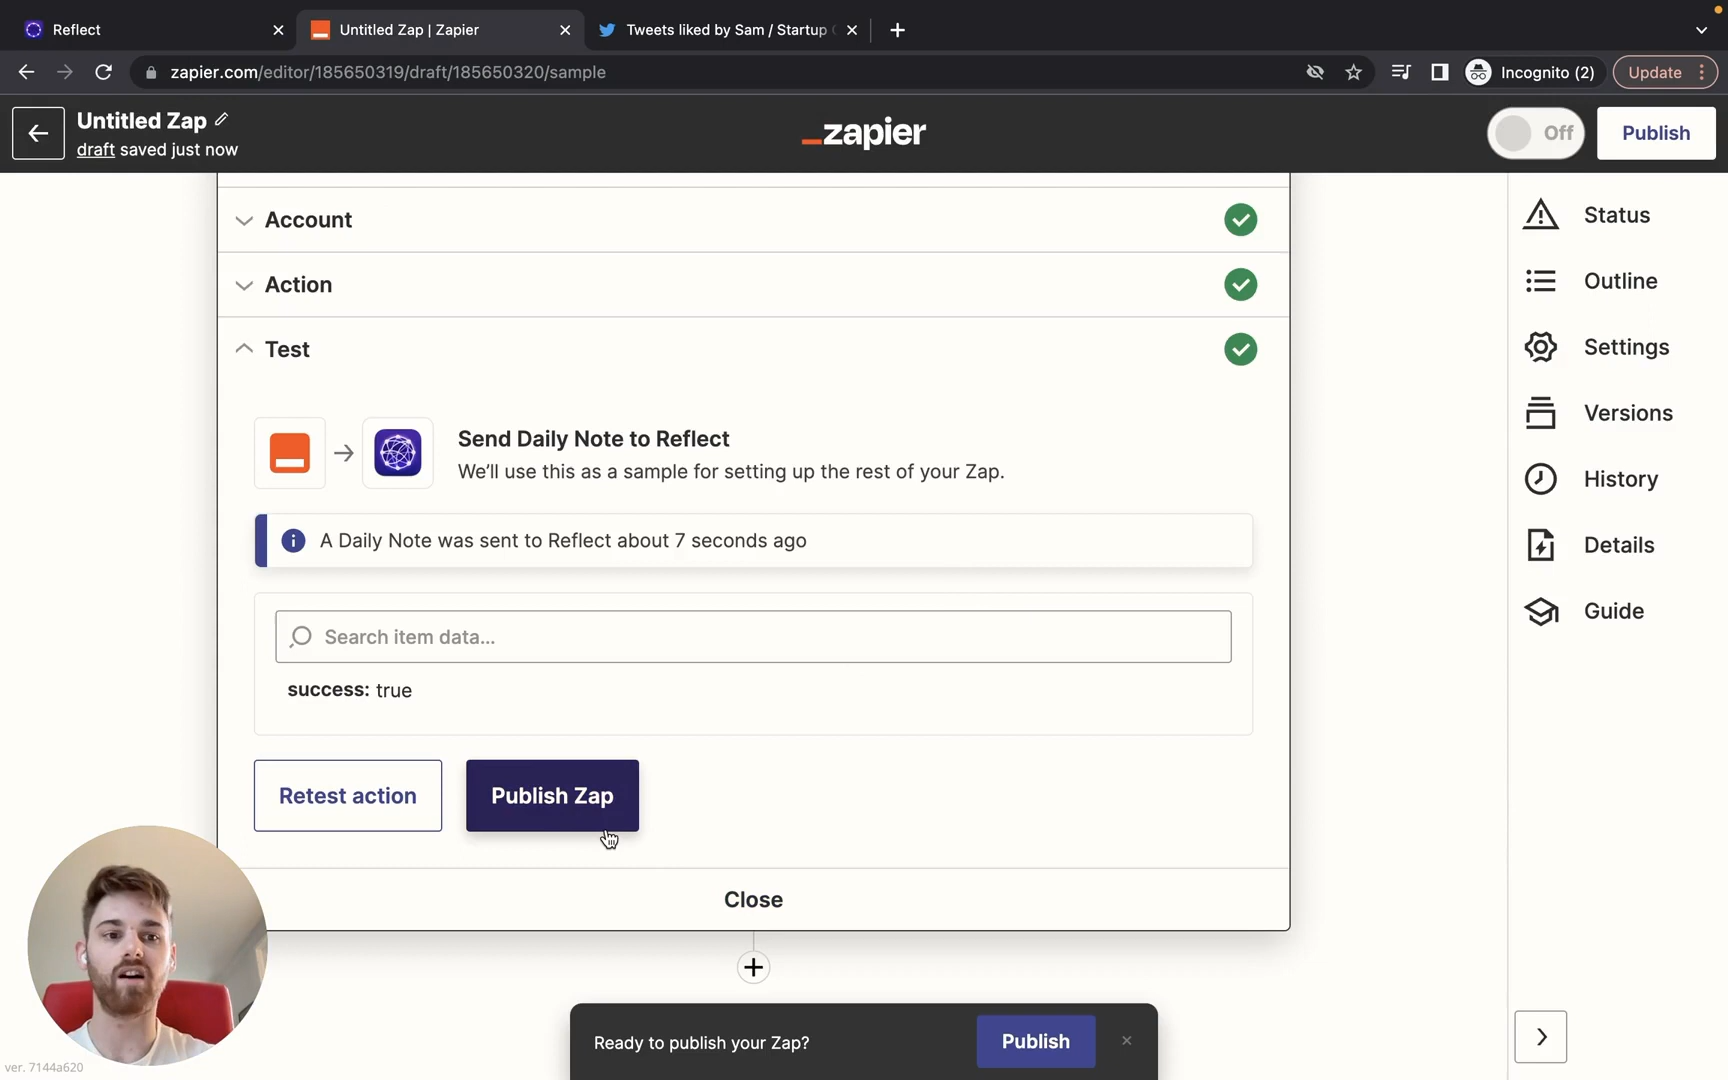 Reflect
Untitled Zap | Zapier
Tweets liked by Sam / Startup
zapier.com/editor/185650319/draft/185650320/sample
Incognito (2)
Update
Untitled Zap
draft saved just now
zapier
Off
Publish
Account
Action
Test
Send Daily Note to Reflect
We'll use this as a sample for setting up the rest of your Zap.
A Daily Note was sent to Reflect about 7 seconds ago
Search item data...
success: true
Retest action
Publish Zap
Close
Ready to publish your Zap?
Publish
Status
Outline
Settings
Versions
History
Details
Guide
ver. 7144a620